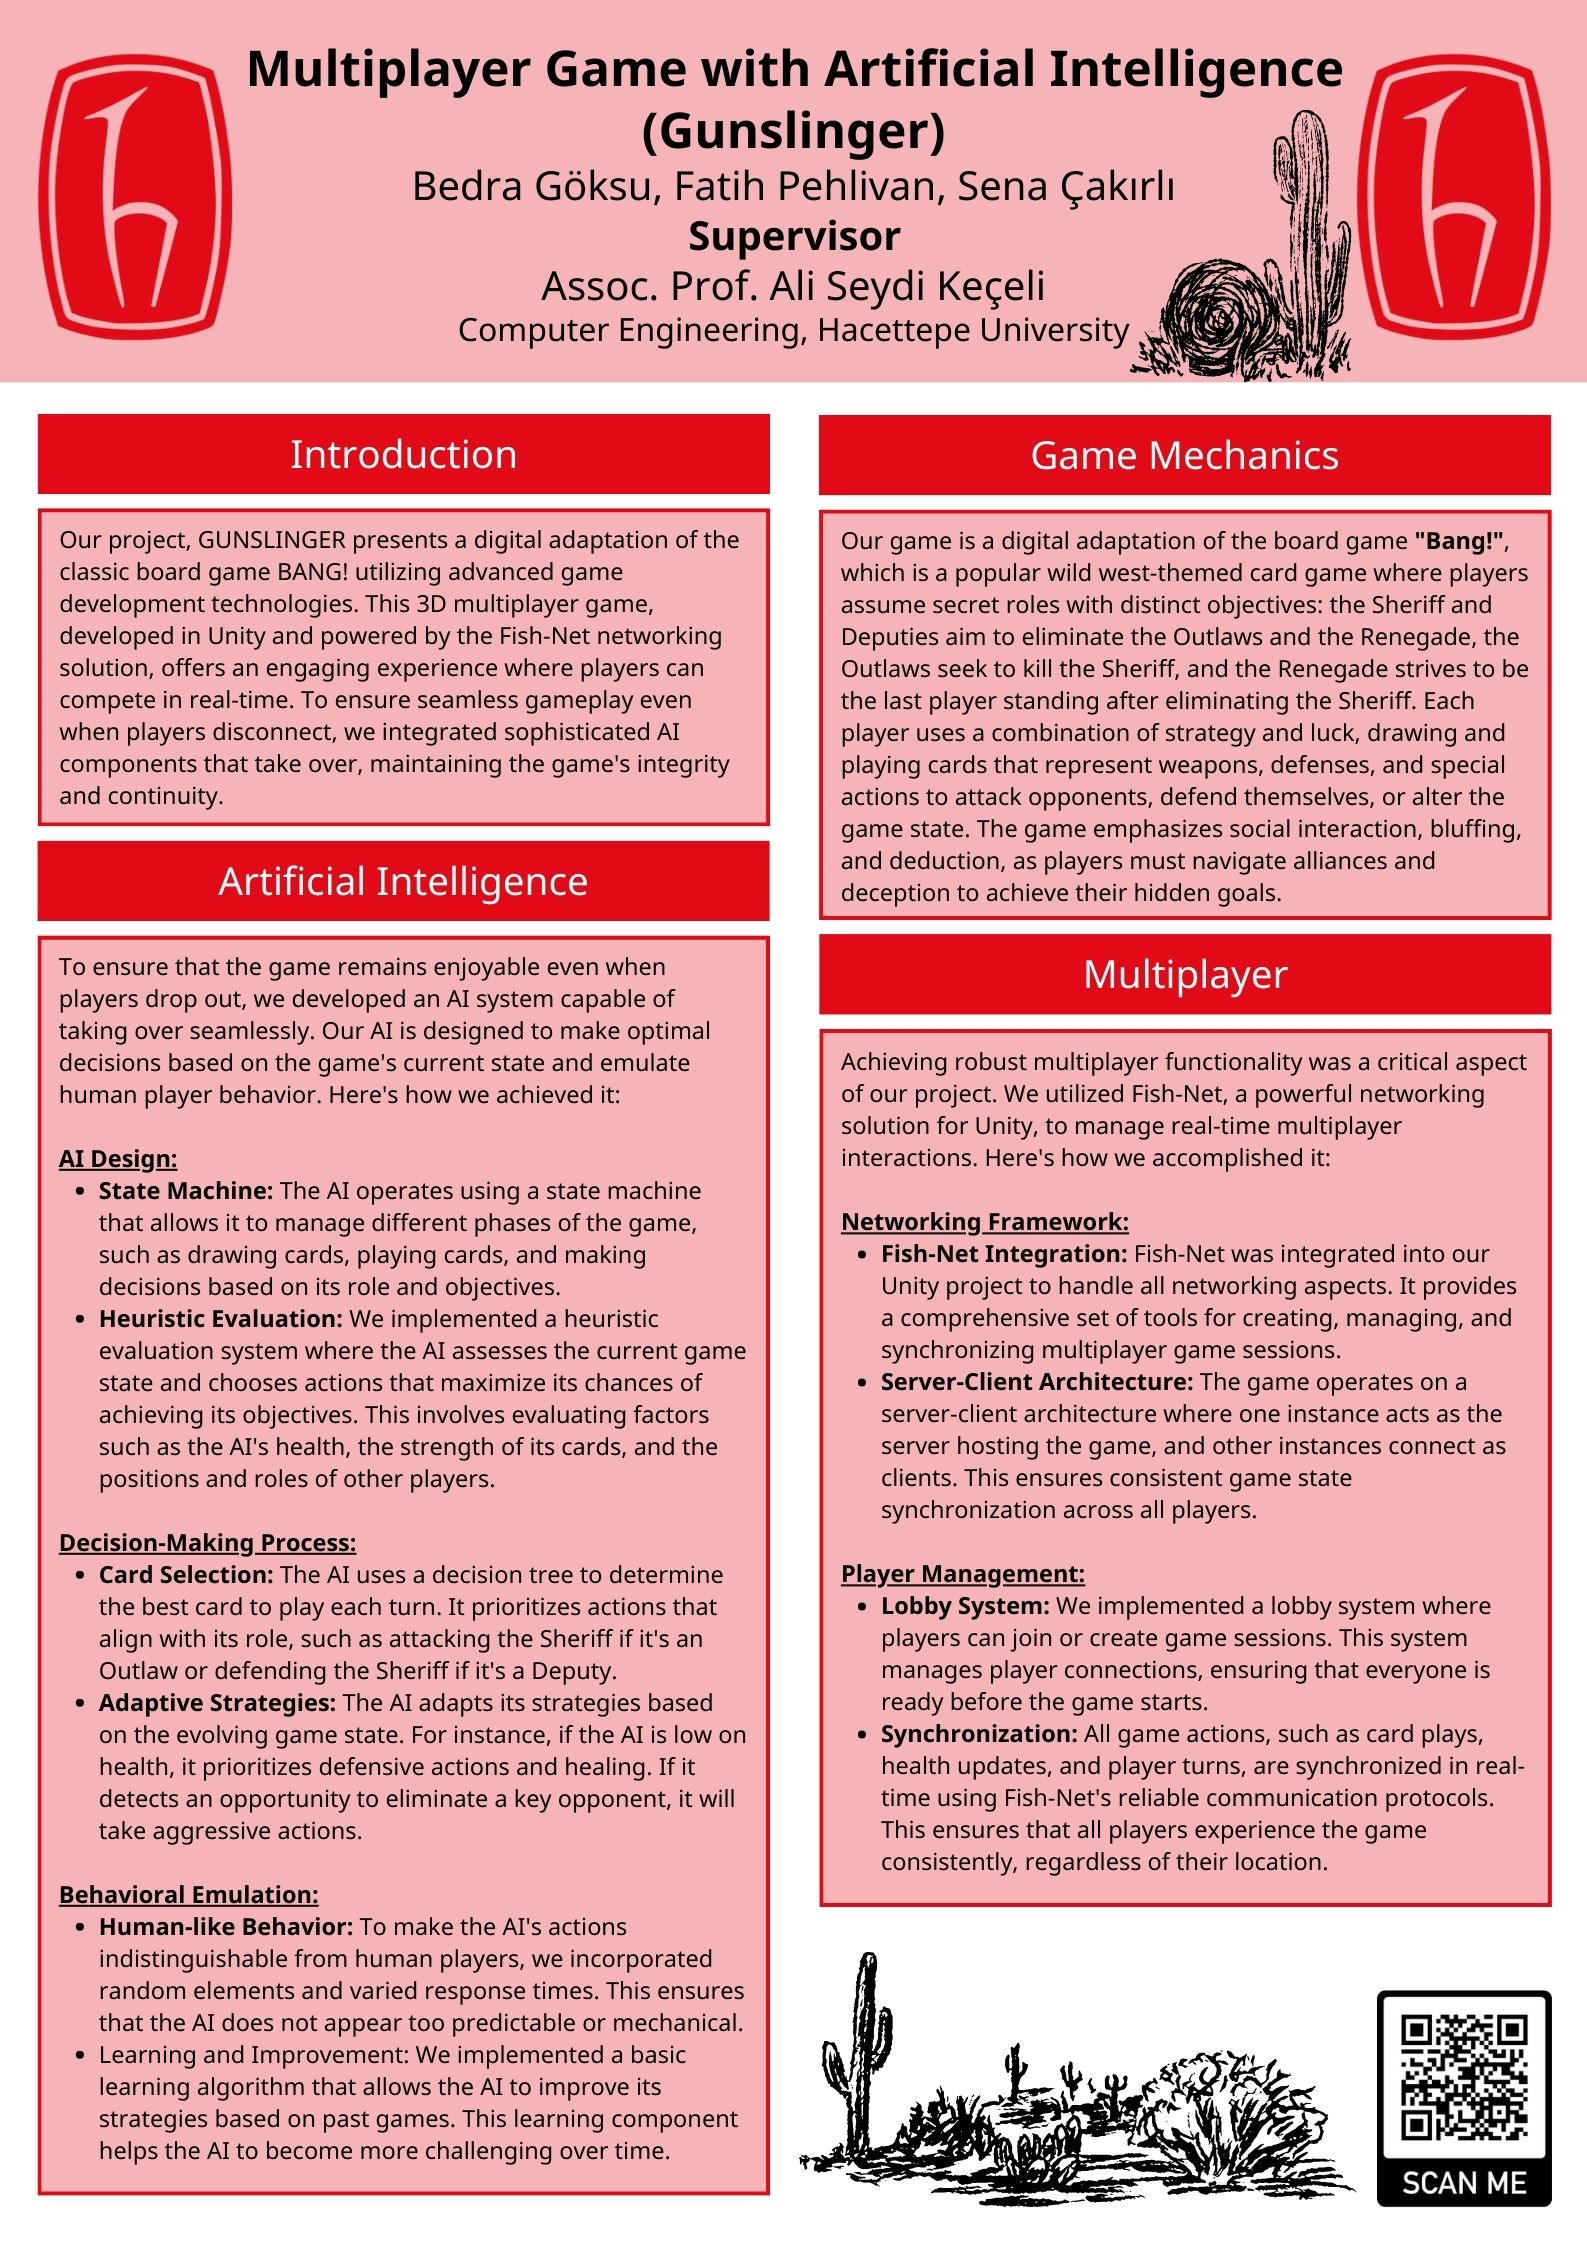 Multiplayer Game with Artificial Intelligence
(Gunslinger)
Bedra Göksu, Fatih Pehlivan, Sena Çakırlı
Supervisor
Assoc. Prof. Ali Seydi Keçeli
Computer Engineering, Hacettepe University
Introduction
Our project, GUNSLINGER presents a digital adaptation of the
classic board game BANG! utilizing advanced game
development technologies. This 3D multiplayer game,
developed in Unity and powered by the Fish-Net networking
solution, offers an engaging experience where players can
compete in real-time. To ensure seamless gameplay even
when players disconnect, we integrated sophisticated AI
components that take over, maintaining the game's integrity
and continuity.
Artificial Intelligence
To ensure that the game remains enjoyable even when
players drop out, we developed an AI system capable of
taking over seamlessly. Our AI is designed to make optimal
decisions based on the game's current state and emulate
human player behavior. Here's how we achieved it:
AI Design:
• State Machine: The AI operates using a state machine
that allows it to manage different phases of the game,
such as drawing cards, playing cards, and making
decisions based on its role and objectives.
• Heuristic Evaluation: We implemented a heuristic
evaluation system where the AI assesses the current game
state and chooses actions that maximize its chances of
achieving its objectives. This involves evaluating factors
such as the AI's health, the strength of its cards, and the
positions and roles of other players.
Decision-Making Process:
• Card Selection: The AI uses a decision tree to determine
the best card to play each turn. It prioritizes actions that
align with its role, such as attacking the Sheriff if it's an
Outlaw or defending the Sheriff if it's a Deputy.
• Adaptive Strategies: The AI adapts its strategies based
on the evolving game state. For instance, if the AI is low on
health, it prioritizes defensive actions and healing. If it
detects an opportunity to eliminate a key opponent, it will
take aggressive actions.
Behavioral Emulation:
• Human-like Behavior: To make the AI's actions
indistinguishable from human players, we incorporated
random elements and varied response times. This ensures
that the AI does not appear too predictable or mechanical.
• Learning and Improvement: We implemented a basic
learning algorithm that allows the AI to improve its
strategies based on past games. This learning component
helps the AI to become more challenging over time.
Game Mechanics
Our game is a digital adaptation of the board game "Bang!",
which is a popular wild west-themed card game where players
assume secret roles with distinct objectives: the Sheriff and
Deputies aim to eliminate the Outlaws and the Renegade, the
Outlaws seek to kill the Sheriff, and the Renegade strives to be
the last player standing after eliminating the Sheriff. Each
player uses a combination of strategy and luck, drawing and
playing cards that represent weapons, defenses, and special
actions to attack opponents, defend themselves, or alter the
game state. The game emphasizes social interaction, bluffing,
and deduction, as players must navigate alliances and
deception to achieve their hidden goals.
Multiplayer
Achieving robust multiplayer functionality was a critical aspect
of our project. We utilized Fish-Net, a powerful networking
solution for Unity, to manage real-time multiplayer
interactions. Here's how we accomplished it:
Networking Framework:
• Fish-Net Integration: Fish-Net was integrated into our
Unity project to handle all networking aspects. It provides
a comprehensive set of tools for creating, managing, and
synchronizing multiplayer game sessions.
• Server-Client Architecture: The game operates on a
server-client architecture where one instance acts as the
server hosting the game, and other instances connect as
clients. This ensures consistent game state
synchronization across all players.
Player Management:
• Lobby System: We implemented a lobby system where
players can join or create game sessions. This system
manages player connections, ensuring that everyone is
ready before the game starts.
• Synchronization: All game actions, such as card plays,
health updates, and player turns, are synchronized in real-
time using Fish-Net's reliable communication protocols.
This ensures that all players experience the game
consistently, regardless of their location.
SCAN ME